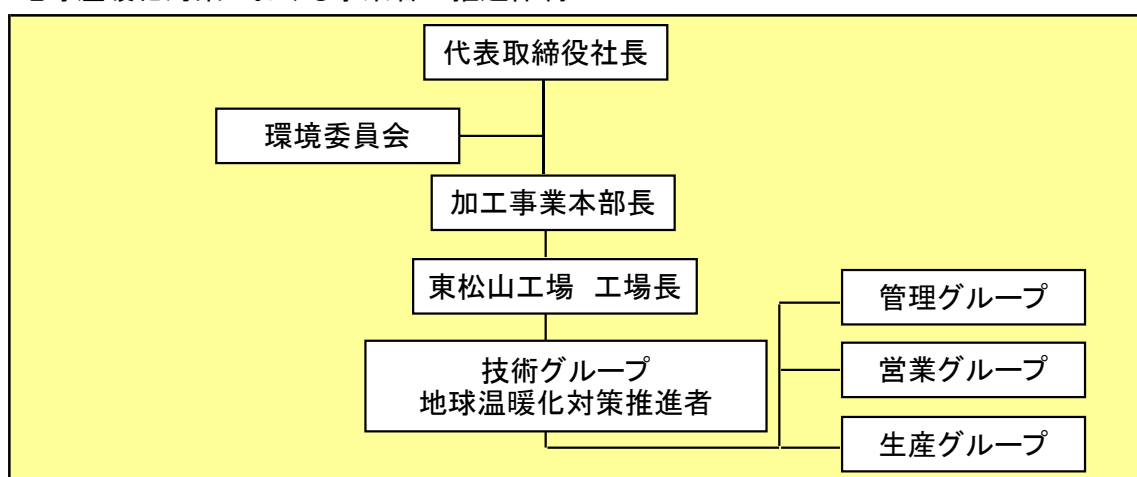 代表取締役社長
環境委員会
加工事業本部長
東松山工場 工場長
管理グループ
技術グループ
地球温暖化対策推進者
営業グループ
生産グループ